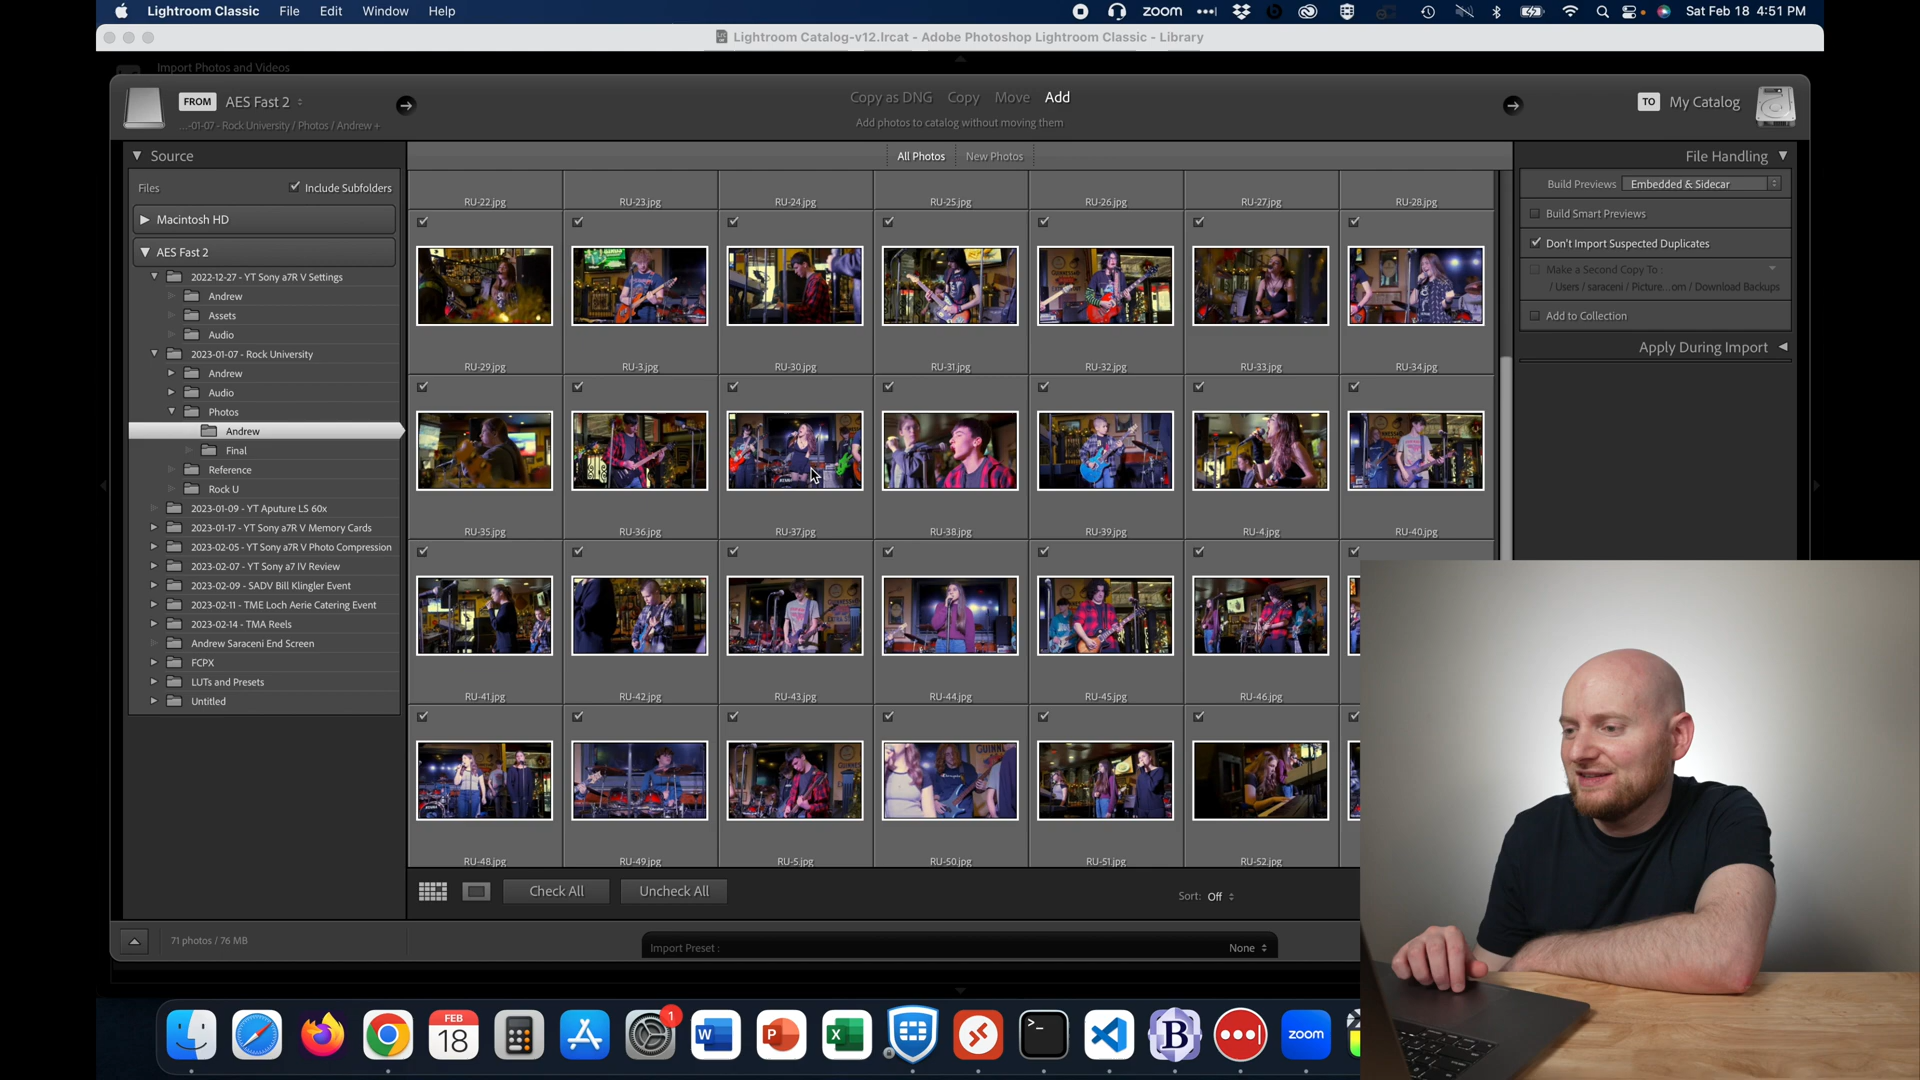 Lightroom Classic File Edit Window Help
zoom
Sat Feb 18 4:51 PM
Lightroom Catalog-v12.lrcat - Adobe Photoshop Lightroom Classic - Library
Import Photos and Videos
FROM AES Fast 2
...-01-07 - Rock University / Photos / Andrew +
Copy as DNG Copy Move Add
Add photos to catalog without moving them
TO My Catalog
Source
Files
Include Subfolders
Macintosh HD
AES Fast 2
2022-12-27 - YT Sony a7R V Settings
Andrew
Assets
Audio
2023-01-07 - Rock University
Andrew
Audio
Photos
Andrew
Final
Reference
Rock U
2023-01-09 - YT Aputure LS 60x
2023-01-17 - YT Sony a7R V Memory Cards
2023-02-05 - YT Sony a7R V Photo Compression
2023-02-07 - YT Sony a7 IV Review
2023-02-09 - SADV Bill Klingler Event
2023-02-11 - TME Loch Aerie Catering Event
2023-02-14 - TMA Reels
Andrew Saraceni End Screen
FCPX
LUTs and Presets
Untitled
All Photos New Photos
RU-22.jpg RU-23.jpg RU-24.jpg RU-25.jpg RU-26.jpg RU-27.jpg RU-28.jpg
RU-29.jpg RU-3.jpg RU-30.jpg RU-31.jpg RU-32.jpg RU-33.jpg RU-34.jpg
RU-35.jpg RU-36.jpg RU-37.jpg RU-38.jpg RU-39.jpg RU-4.jpg RU-40.jpg
RU-41.jpg RU-42.jpg RU-43.jpg RU-44.jpg RU-45.jpg RU-46.jpg
GUINNE
RU-48.jpg RU-49.jpg RU-5.jpg RU-50.jpg RU-51.jpg RU-52.jpg
File Handling
Build Previews Embedded & Sidecar
Build Smart Previews
Don't Import Suspected Duplicates
Make a Second Copy To :
/ Users / saraceni / Picture...om / Download Backups
Add to Collection
Apply During Import
Check All Uncheck All
Sort: Off
71 photos / 76 MB
Import Preset : None
FEB
18
1
W
P
X
>_
B
zoom